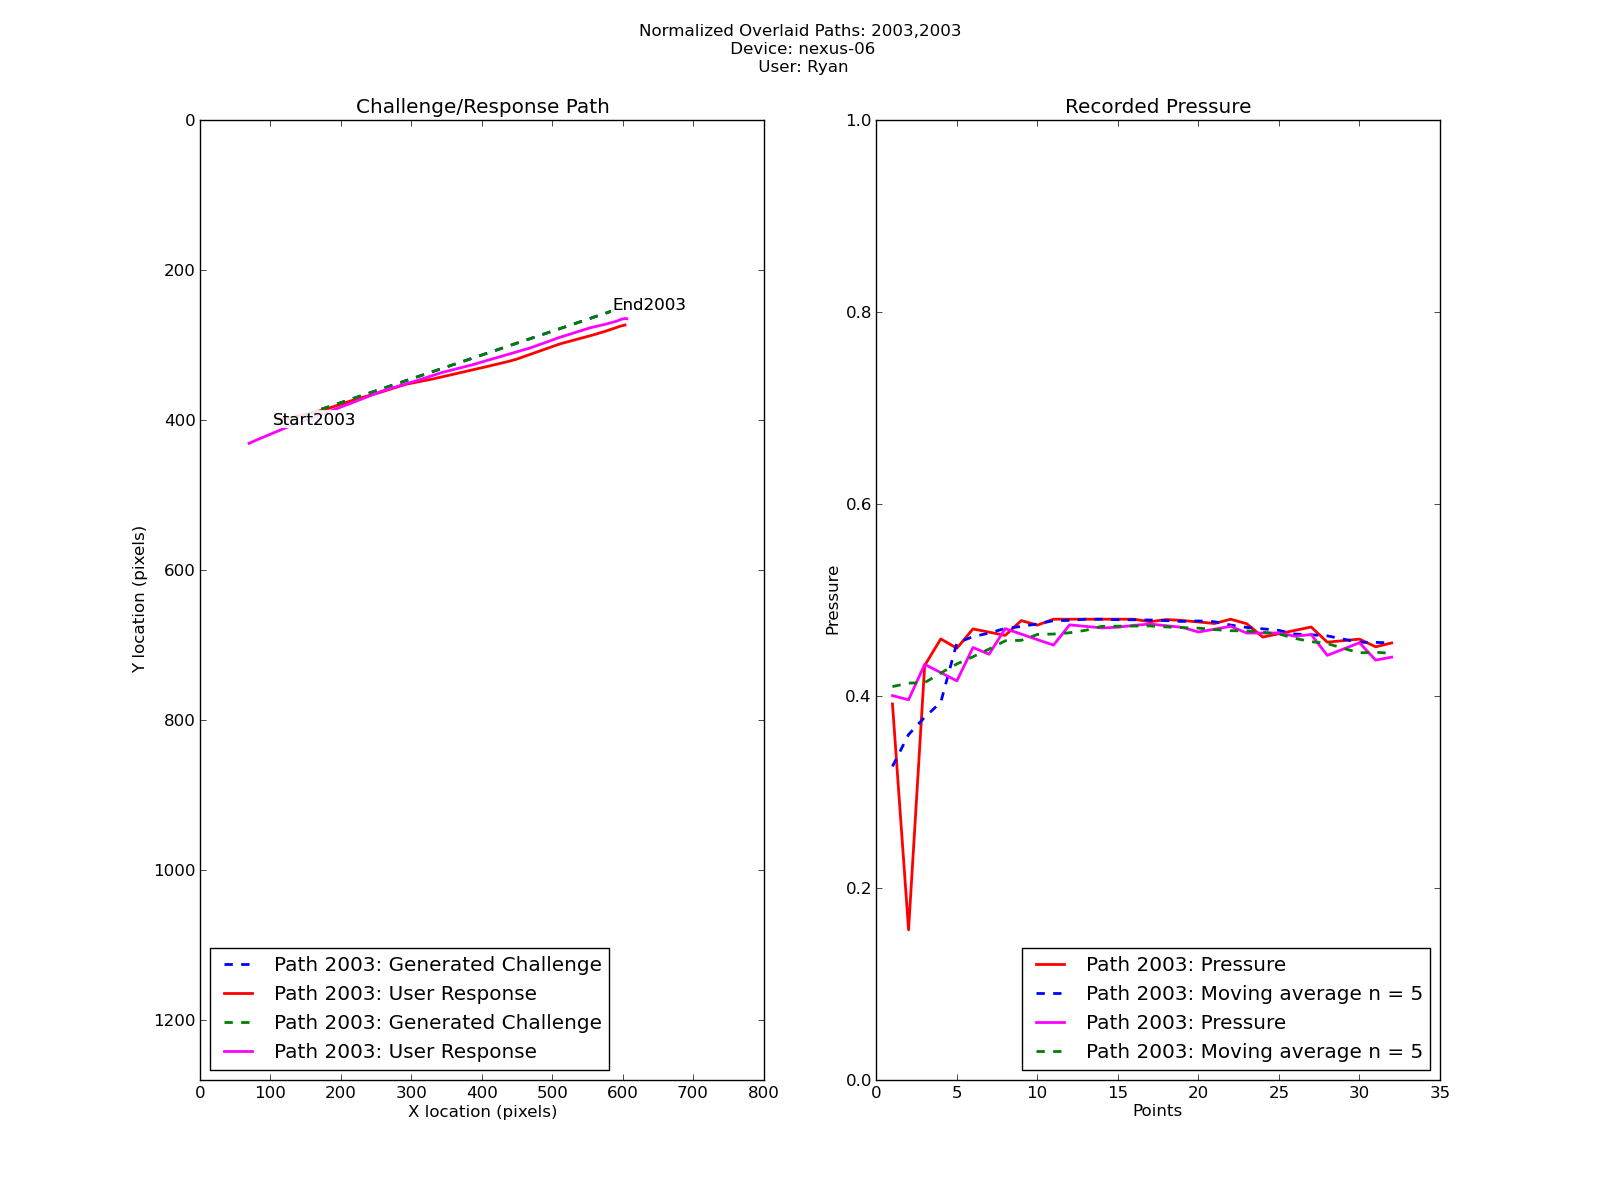 Normalized Overlaid Paths: 2003,2003
Device: nexus-06
User: Ryan
Challenge/Response Path
0
200
400
600
800
1000
1200
Y location (pixels)
End2003
Start2003
Path 2003: Generated Challenge
Path 2003: User Response
Path 2003: Generated Challenge
Path 2003: User Response
0 100 200 300 400 500 600 700 800
X location (pixels)
Recorded Pressure
1.0
0.8
0.6
0.4
0.2
0.0
Pressure
Path 2003: Pressure
Path 2003: Moving average n = 5
Path 2003: Pressure
Path 2003: Moving average n = 5
0 5 10 15 20 25 30 35
Points